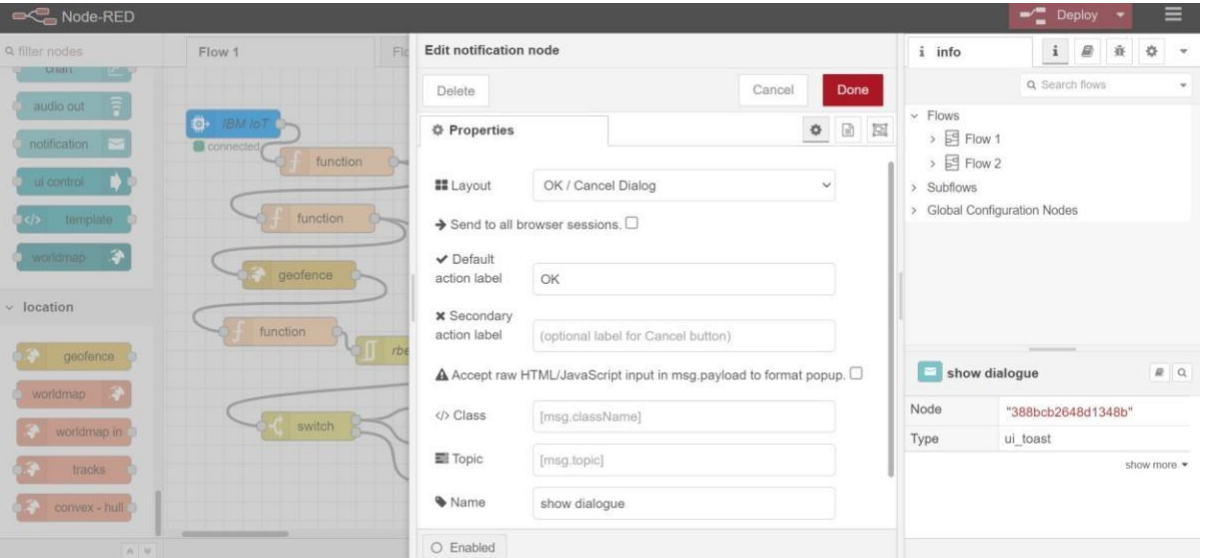 Node-RED
Deploy
filter nodes
chart
audio out
notification
ui control
template
worldmap
location
geofence
worldmap
worldmap in
tracks
convex - hull
Flow 1
IBM IoT
connected
function
function
geofence
function
rbe
switch
Edit notification node
Delete
Cancel
Done
Properties
Layout
OK / Cancel Dialog
Send to all browser sessions.
Default
action label
OK
Secondary
action label
(optional label for Cancel button)
Accept raw HTML/JavaScript input in msg.payload to format popup.
</> Class
[msg.className]
Topic
[msg.topic]
Name
show dialogue
Enabled
i info
Search flows
Flows
Flow 1
Flow 2
Subflows
Global Configuration Nodes
show dialogue
Node
"388bcb2648d1348b"
Type
ui_toast
show more